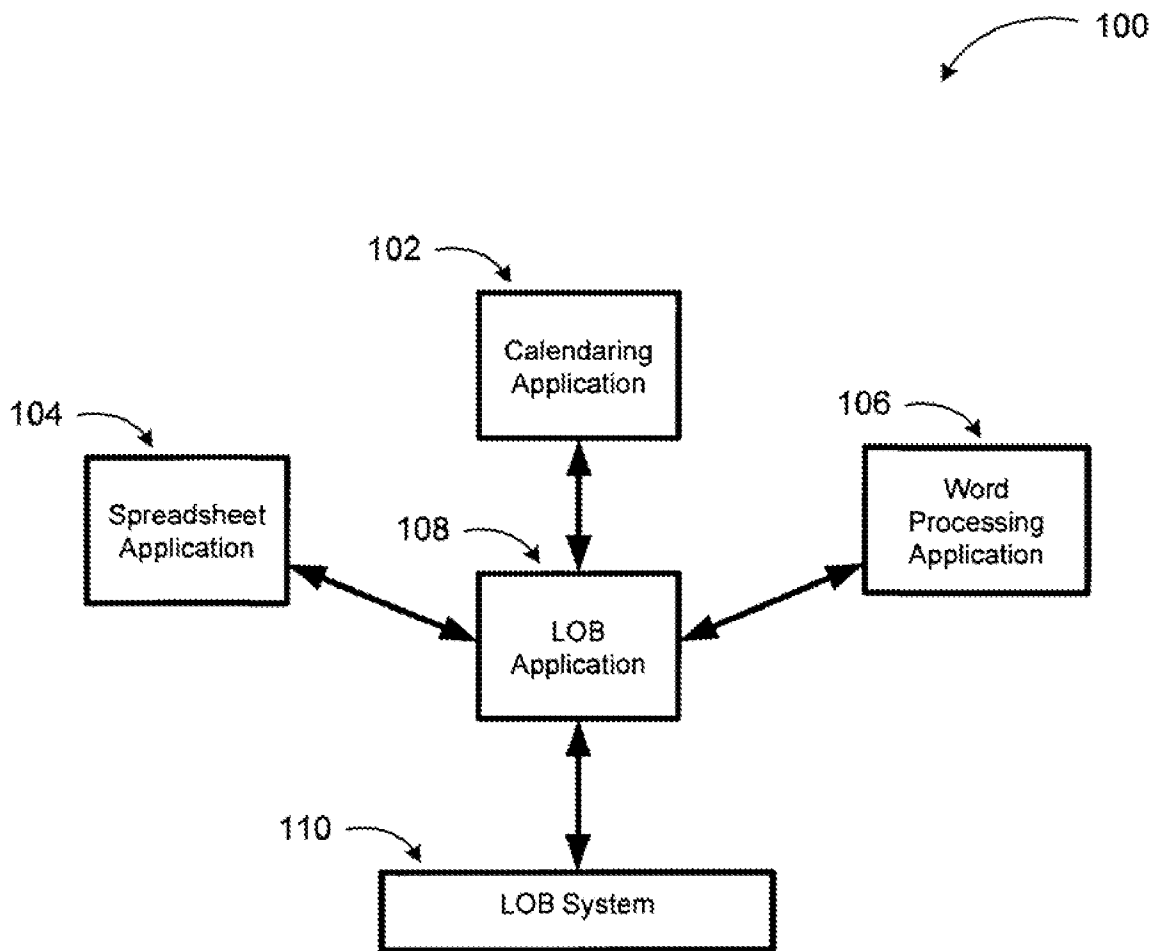 100
102
Calendaring
Application
104
106
Spreadsheet
Application
Word
Processing
Application
108
LOB
Application
110
LOB System